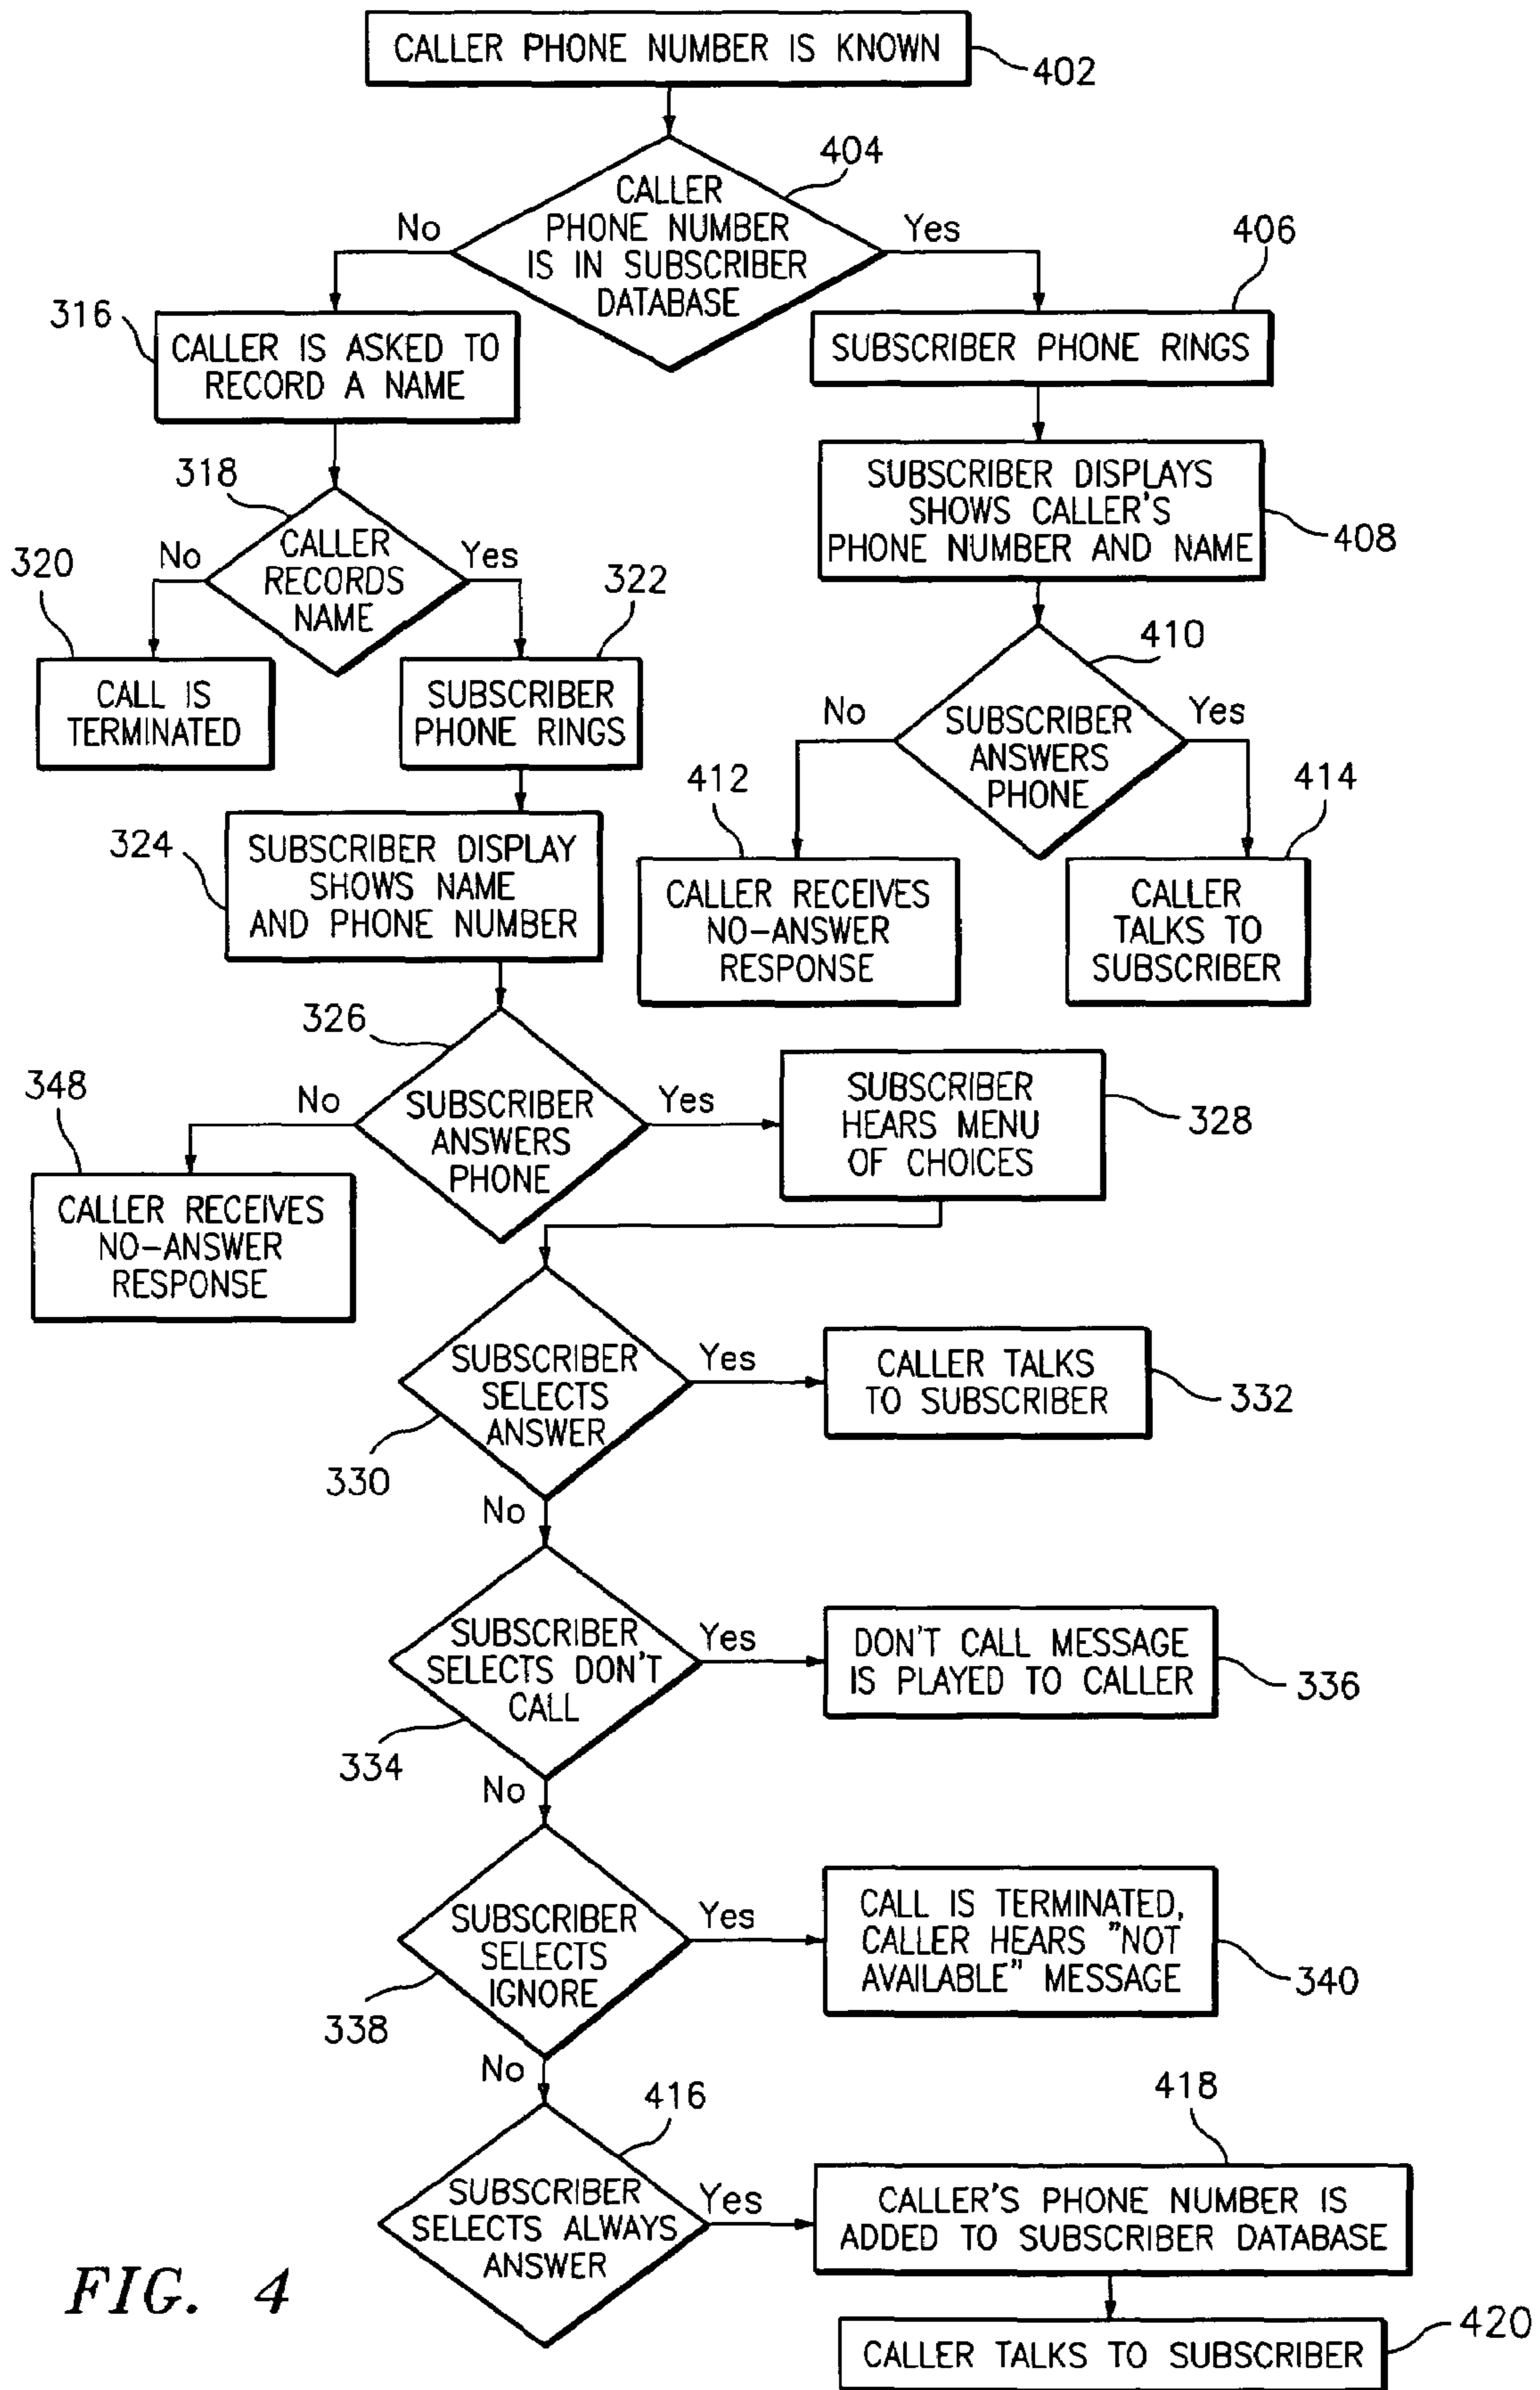 CALLER PHONE NUMBER IS KNOWN
402
404
CALLER
PHONE NUMBER
IS IN SUBSCRIBER
DATABASE
No
Yes
406
316
CALLER IS ASKED TO
RECORD A NAME
SUBSCRIBER PHONE RINGS
318
CALLER
RECORDS
NAME
No
Yes
SUBSCRIBER DISPLAYS
SHOWS CALLER'S
PHONE NUMBER AND NAME
408
320
322
CALL IS
TERMINATED
SUBSCRIBER
PHONE RINGS
410
SUBSCRIBER
ANSWERS
PHONE
No
Yes
412
414
324
SUBSCRIBER DISPLAY
SHOWS NAME
AND PHONE NUMBER
CALLER RECEIVES
NO-ANSWER
RESPONSE
CALLER
TALKS TO
SUBSCRIBER
326
SUBSCRIBER
ANSWERS
PHONE
No
Yes
348
SUBSCRIBER
HEARS MENU
OF CHOICES
328
CALLER RECEIVES
NO-ANSWER
RESPONSE
SUBSCRIBER
SELECTS
ANSWER
Yes
CALLER TALKS
TO SUBSCRIBER
332
330
No
SUBSCRIBER
SELECTS DON'T
CALL
Yes
DON'T CALL MESSAGE
IS PLAYED TO CALLER
336
334
No
SUBSCRIBER
SELECTS
IGNORE
Yes
CALL IS TERMINATED,
CALLER HEARS "NOT
AVAILABLE" MESSAGE
340
338
No
416
418
SUBSCRIBER
SELECTS ALWAYS
ANSWER
Yes
CALLER'S PHONE NUMBER IS
ADDED TO SUBSCRIBER DATABASE
FIG. 4
CALLER TALKS TO SUBSCRIBER
420